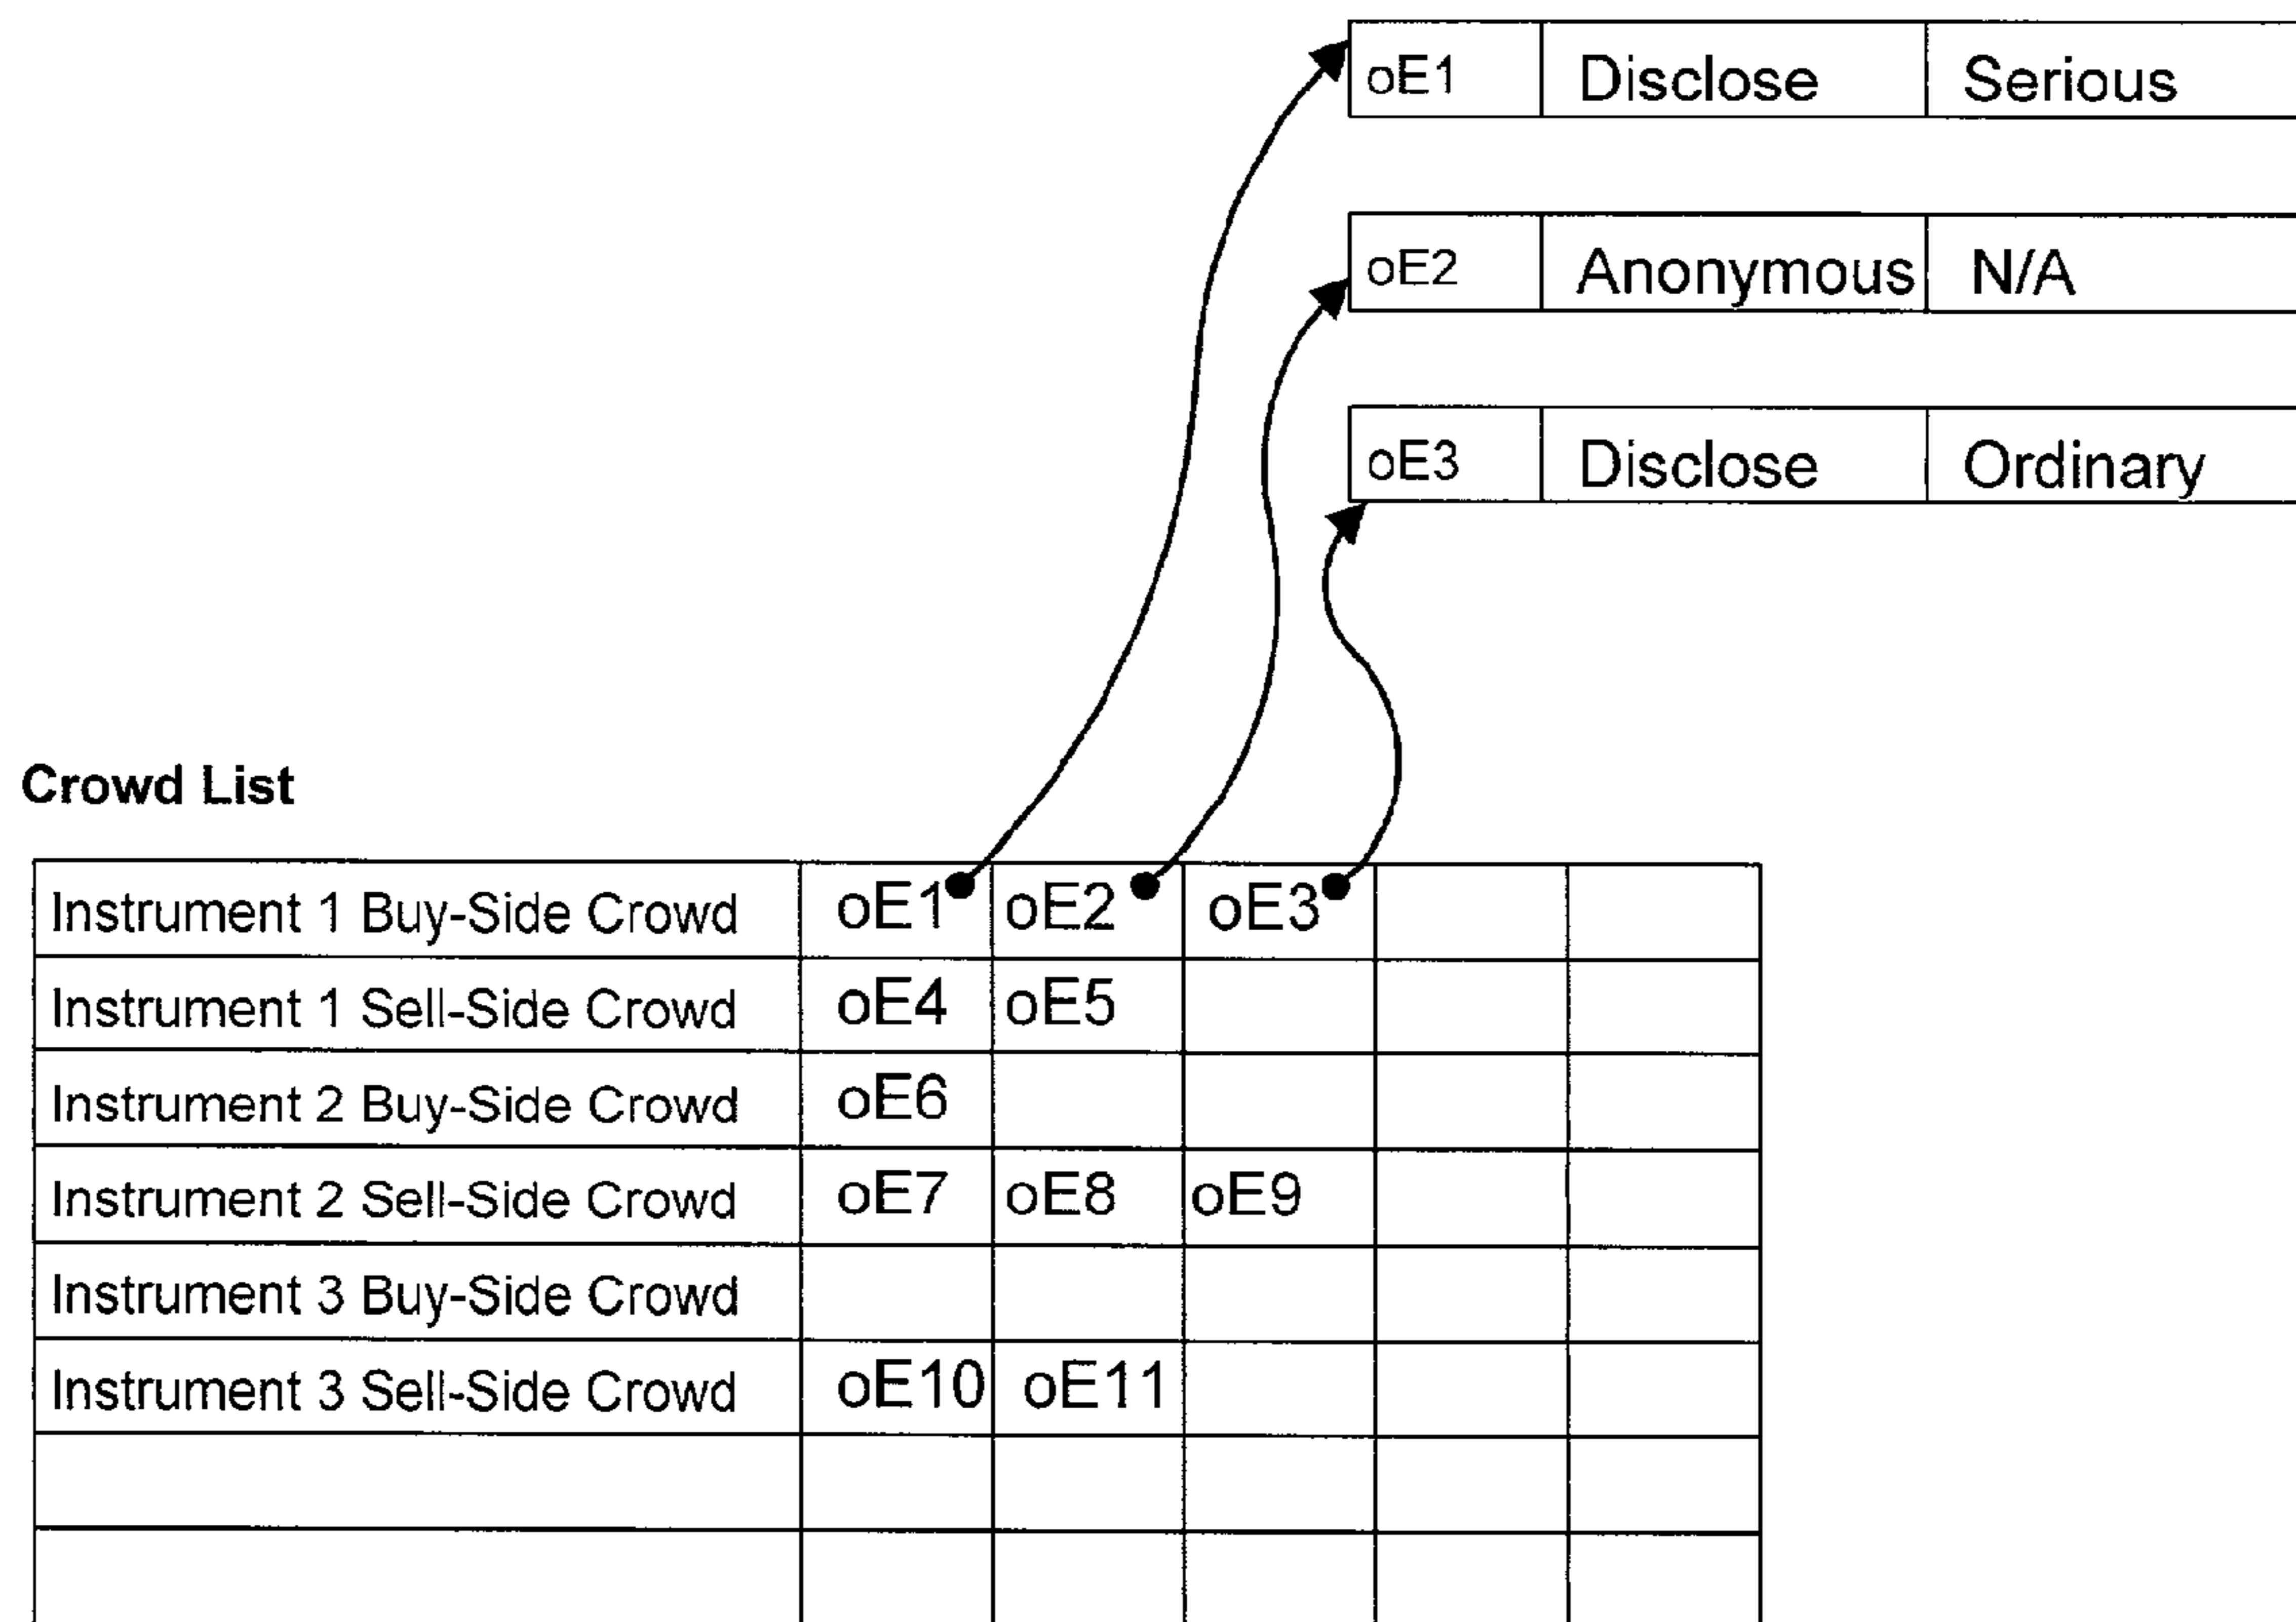 oE1 Disclose Serious
oE2 Anonymous N/A
oE3 Disclose Ordinary
Crowd List
Instrument 1 Buy-Side Crowd oE1 oE2 oE3
Instrument 1 Sell-Side Crowd oE4 oE5
Instrument 2 Buy-Side Crowd oE6
Instrument 2 Sell-Side Crowd oE7 oE8 oE9
Instrument 3 Buy-Side Crowd
Instrument 3 Sell-Side Crowd oE10 oE11